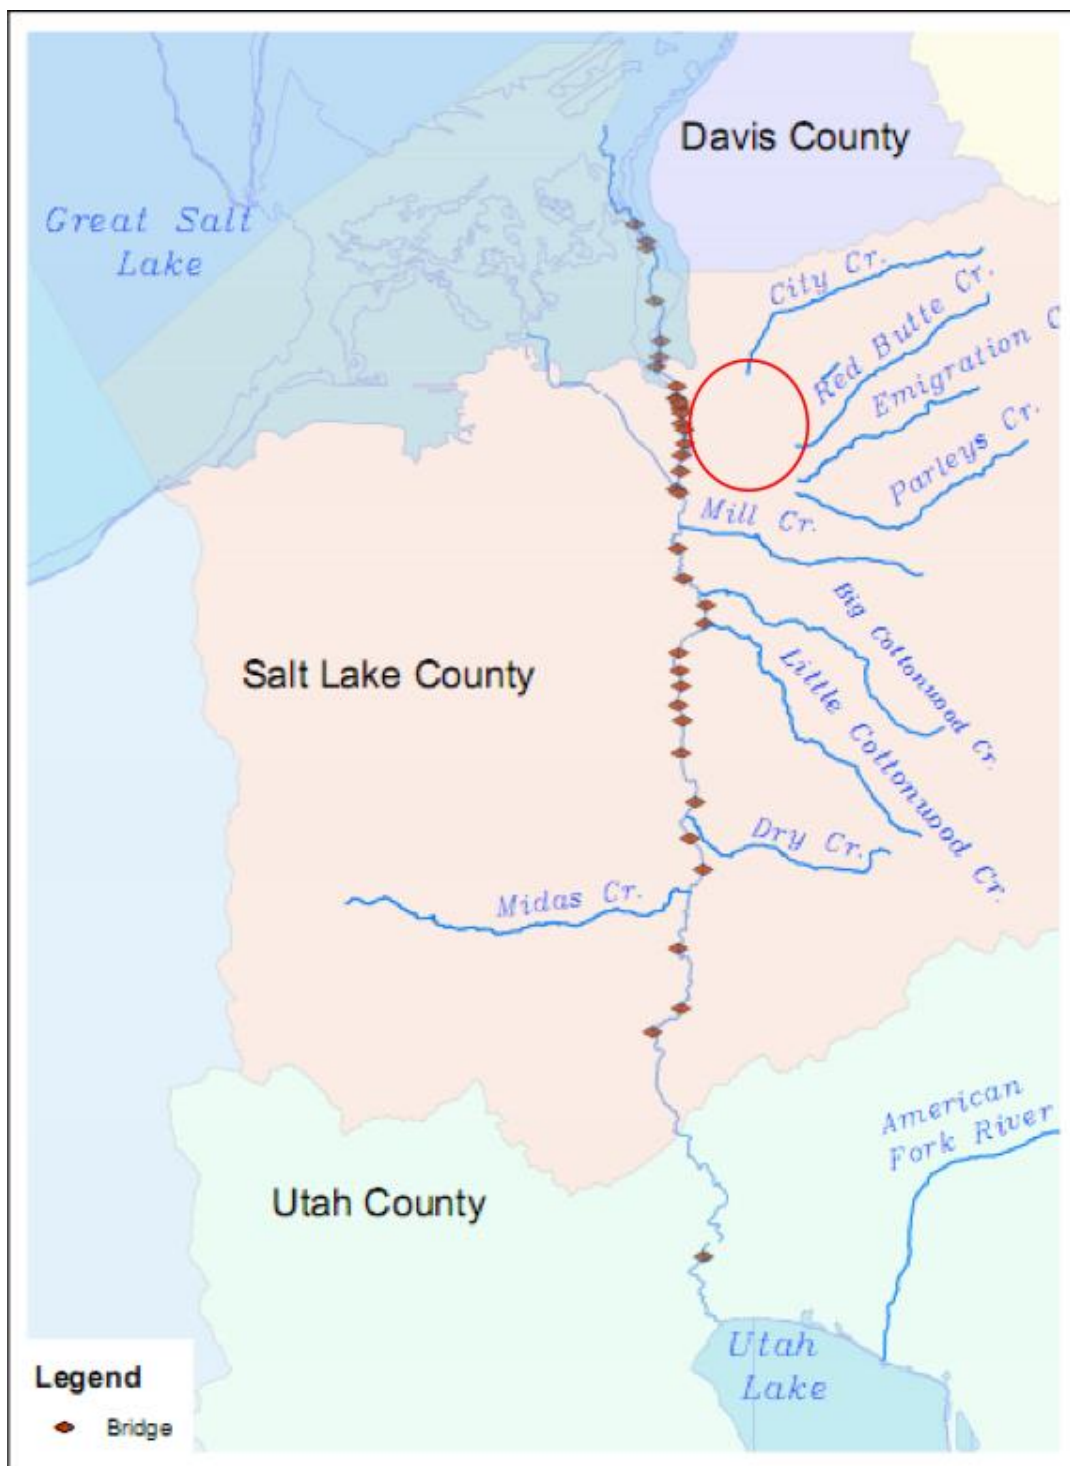 Davis County
Great Salt
Lake
City Cr.
Red Butte Cr.
Emigration C
Parleys Cr.
Mill Cr.
Big Cottonwood Cr.
Salt Lake County
Little Cottonwood Cr.
Dry Cr.
Midas Cr.
American
Fork River
Utah County
Utah
Lake
Legend
Bridge